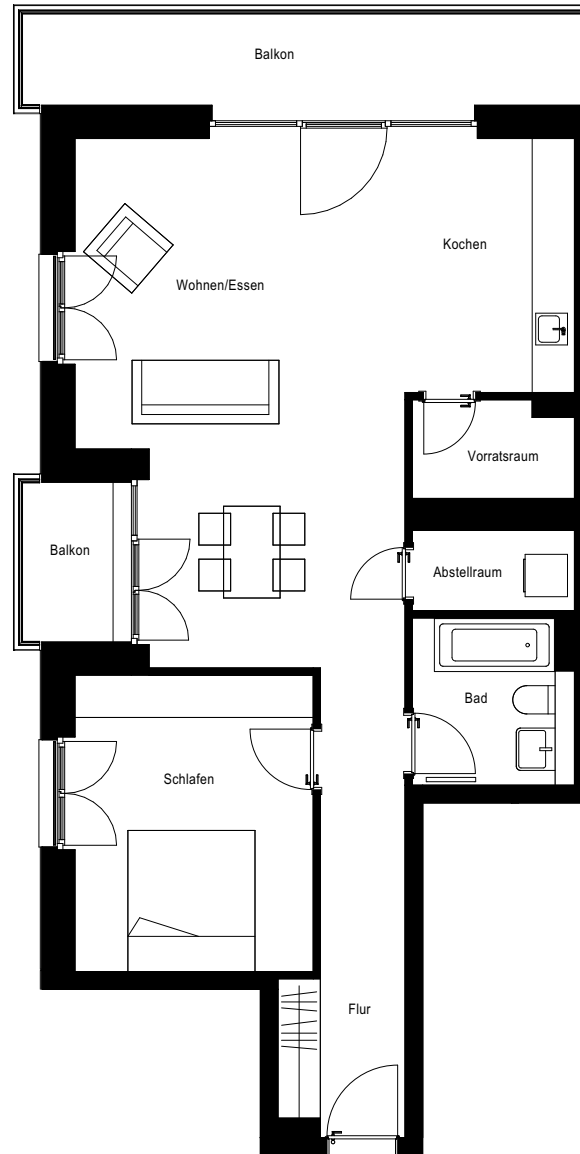 Balkon
Kochen
Wohnen/Essen
Vorratsraum
Balkon
Abstellraum
Bad
Schlafen
Flur